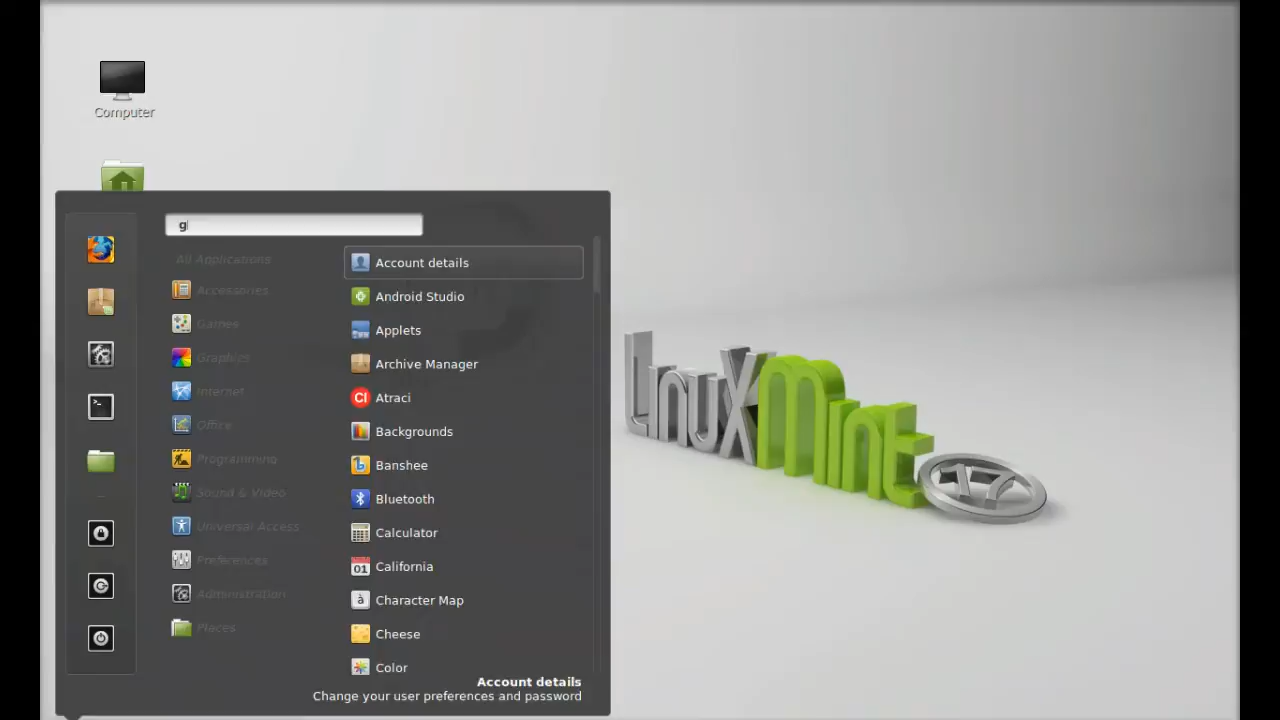 Computer
g
All Applications
Accessories
Games
Graphics
Internet
Office
Programming
Sound & Video
Universal Access
Preferences
Administration
Places
Account details
Android Studio
Applets
Archive Manager
Atraci
Backgrounds
Banshee
Bluetooth
Calculator
California
Character Map
Cheese
Color
Account details
Change your user preferences and password
Linux Mint 17